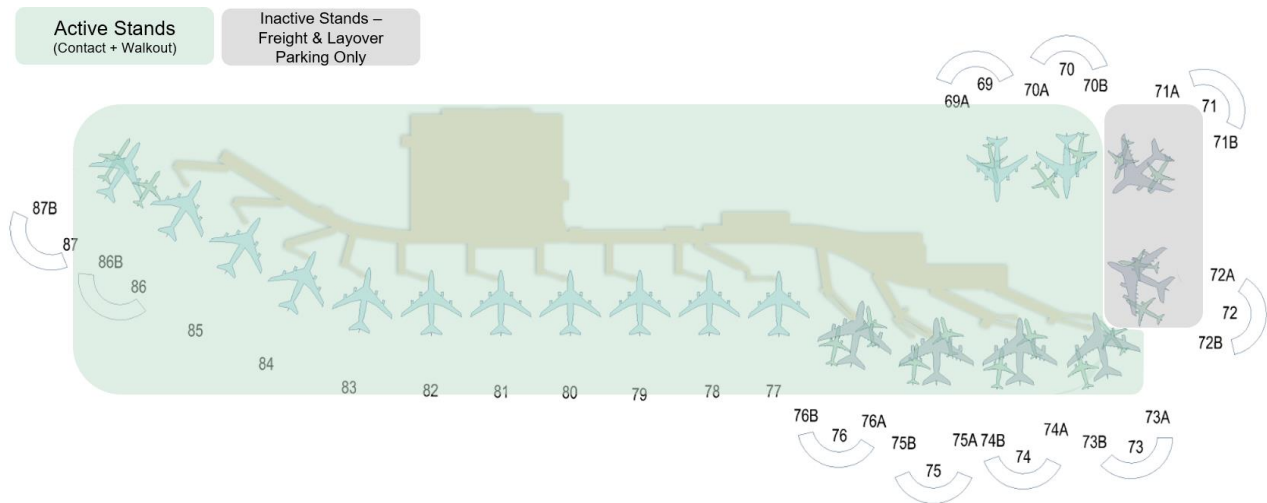 Active Stands
(Contact + Walkout)
Inactive Stands –
Freight & Layover
Parking Only
69A
69
70A
70
70B
71A
71
71B
87B
87
86B
86
85
84
83
82
81
80
79
78
77
72A
72
72B
76B
76
76A
75B
75
75A
74B
74
74A
73B
73
73A